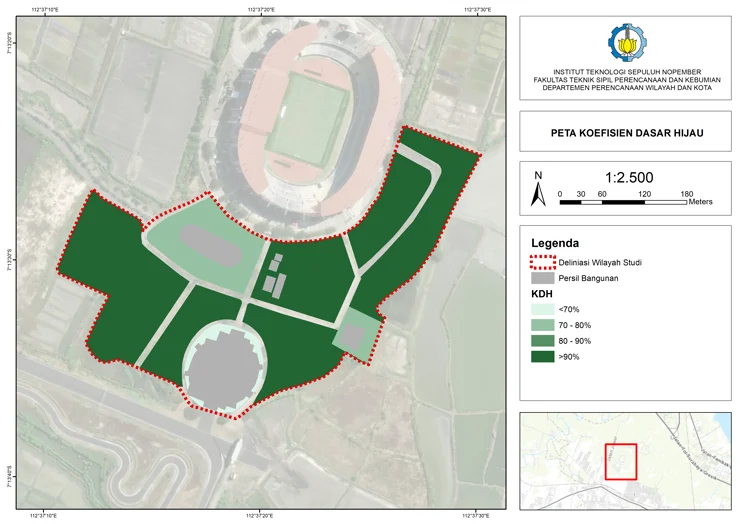 112°37'10"E
112°37'20"E
112°37'30"E
7°13'20"S
7°13'30"S
7°13'40"S
112°37'10"E
112°37'20"E
112°37'30"E
INSTITUT TEKNOLOGI SEPULUH NOPEMBER
FAKULTAS TEKNIK SIPIL PERENCANAAN DAN KEBUMIAN
DEPARTEMEN PERENCANAAN WILAYAH DAN KOTA
PETA KOEFISIEN DASAR HIJAU
N
1:2.500
0 30 60 120 180
Meters
Legenda
Deliniasi Wilayah Studi
Persil Bangunan
KDH
<70%
70 - 80%
80 - 90%
>90%